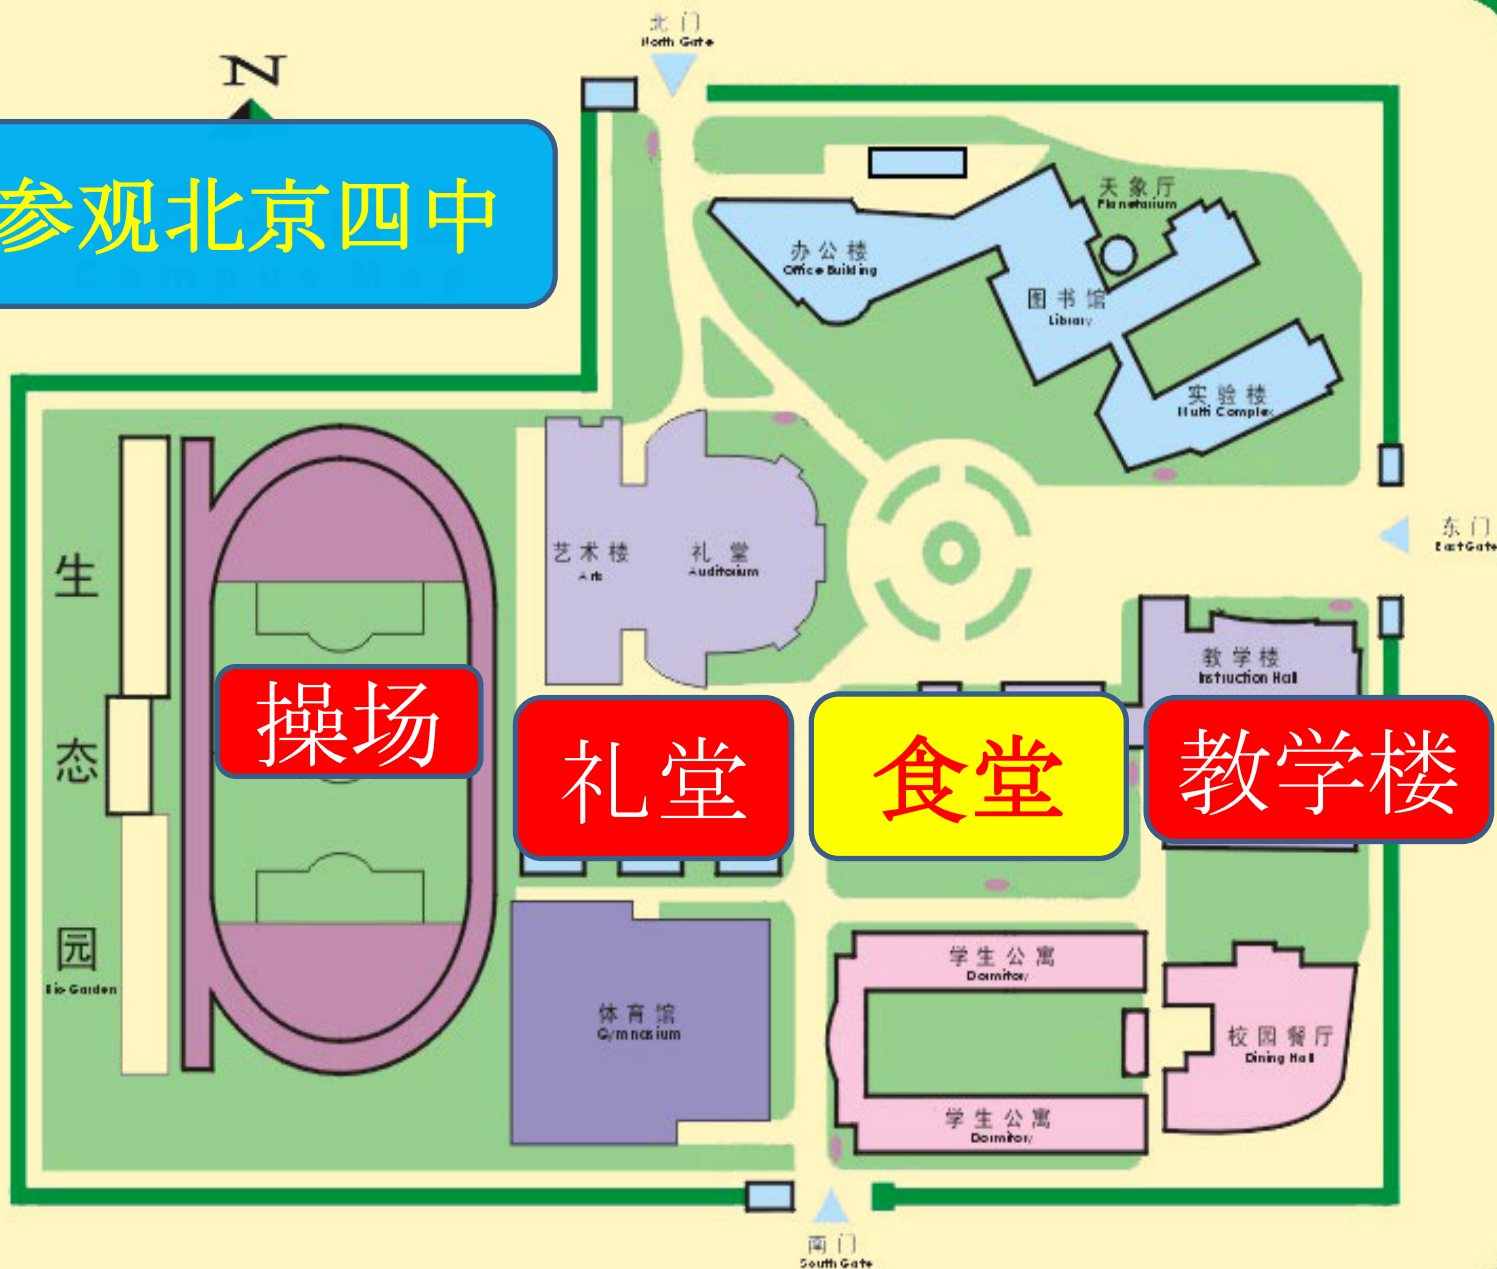 北门
North Gate
N
参观北京四中
Campus Map
天象厅
Planetarium
办公楼
Office Building
图书馆
Library
实验楼
Multi Complex
东门
East Gate
艺术楼
Arts
礼堂
Auditorium
生态园
Bio-Garden
教学楼
Instruction Hall
操场
礼堂
食堂
教学楼
学生公寓
Dormitory
体育馆
Gymnasium
校园餐厅
Dining Hall
学生公寓
Dormitory
南门
South Gate